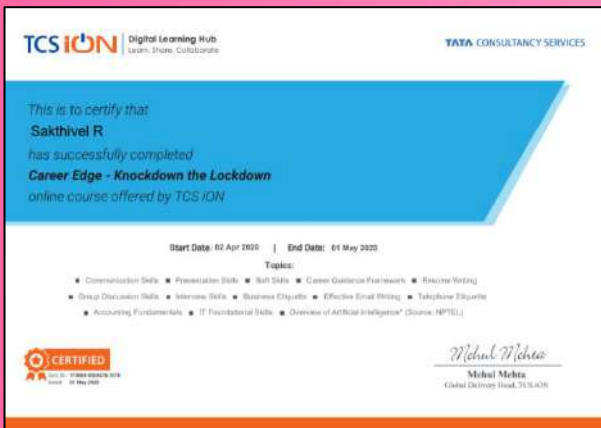 TCS iON | Digital Learning Hub
Learn. Share. Collaborate
TATA CONSULTANCY SERVICES
This is to certify that
Sakthivel R
has successfully completed
Career Edge - Knockdown the Lockdown
online course offered by TCS iON
Start Date: 02 Apr 2020 | End Date: 01 May 2020
Topics:
■ Communication Skills ■ Presentation Skills ■ Soft Skills ■ Career Guidance Framework ■ Resume Writing
■ Group Discussion Skills ■ Interview Skills ■ Business Etiquette ■ Effective Email Writing ■ Telephone Etiquette
■ Accounting Fundamentals ■ IT Foundational Skills ■ Overview of Artificial Intelligence* (Source: NPTEL)
CERTIFIED
Mehul Mehta
Mehul Mehta
Global Delivery Head, TCS iON